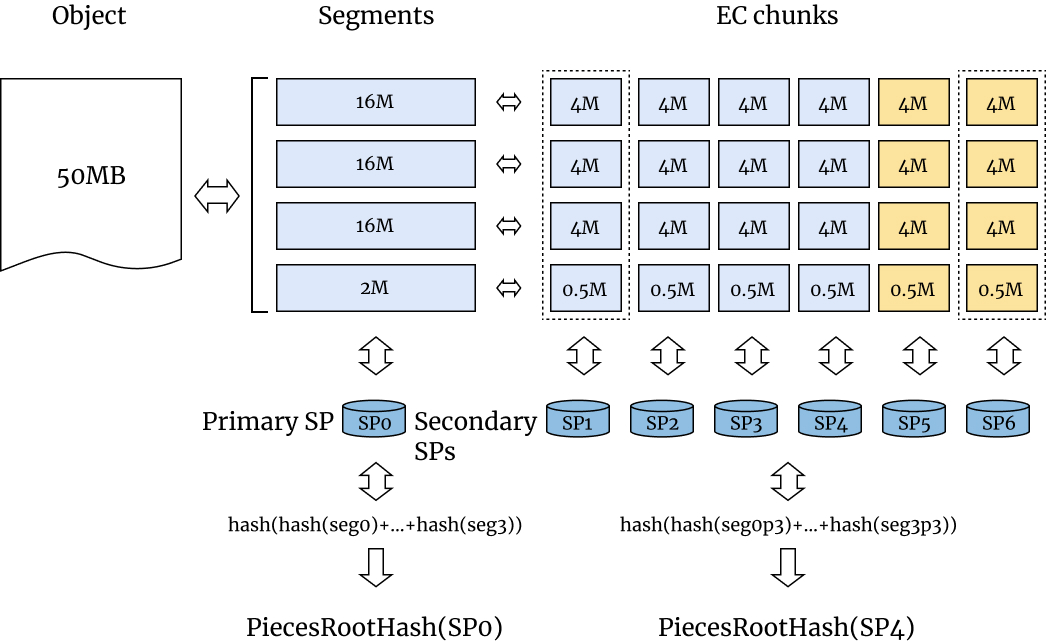 Object Segments EC chunks
50MB
16M 4M 4M 4M 4M 4M 4M
16M 4M 4M 4M 4M 4M 4M
16M 4M 4M 4M 4M 4M 4M
2M 0.5M 0.5M 0.5M 0.5M 0.5M 0.5M
Primary SP SP0 Secondary SP1 SP2 SP3 SP4 SP5 SP6
SPs
hash(hash(seg0)+...+hash(seg3)) hash(hash(seg0p3)+...+hash(seg3p3))
PiecesRootHash(SP0) PiecesRootHash(SP4)